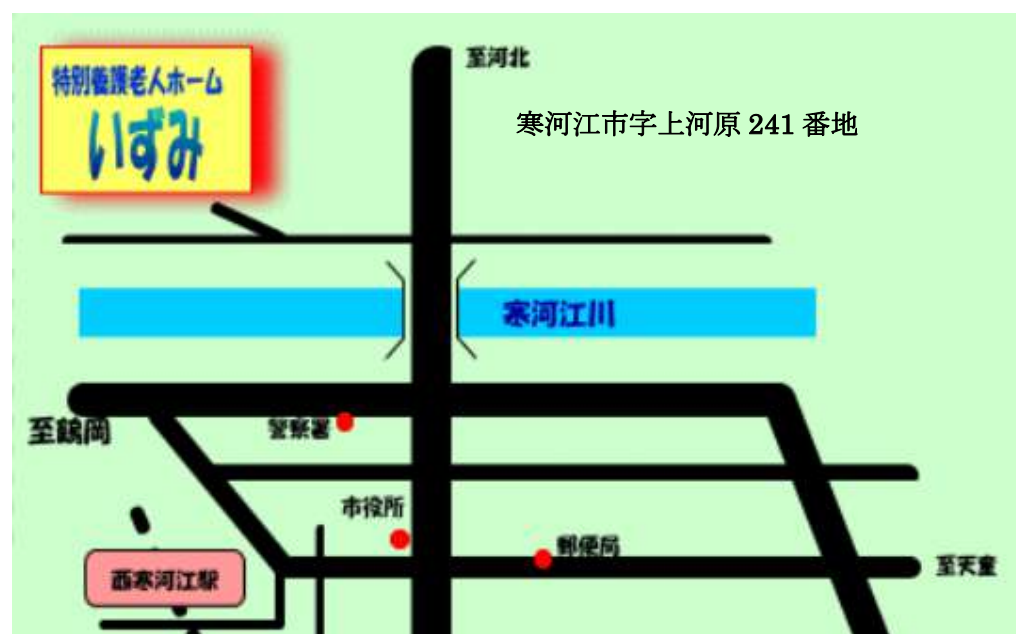 至河北
特別養護老人ホーム
いずみ
寒河江市字上河原 241 番地
寒河江川
至鶴岡
警察署
市役所
郵便局
至天童
西寒河江駅